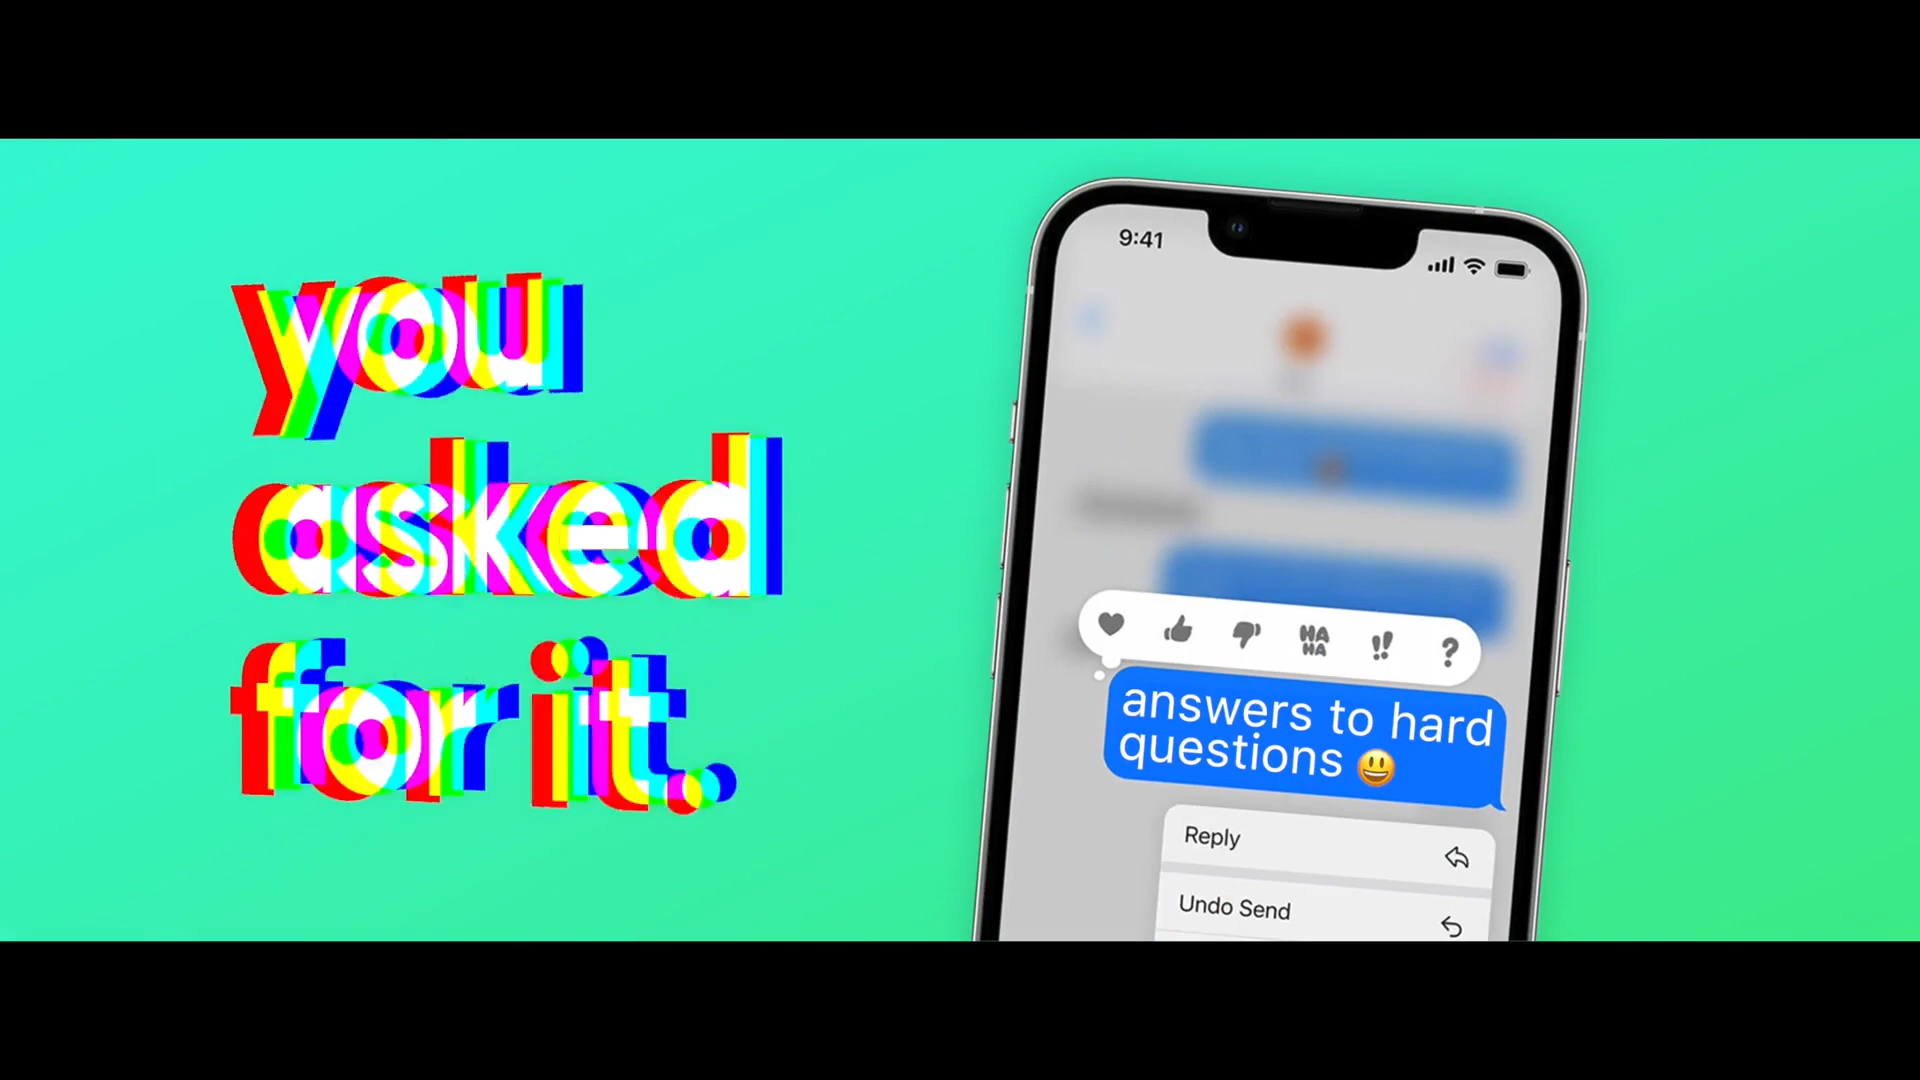 you
asked
for it.
9:41
HA
HA
!!
?
answers to hard
questions 😃
Reply
Undo Send